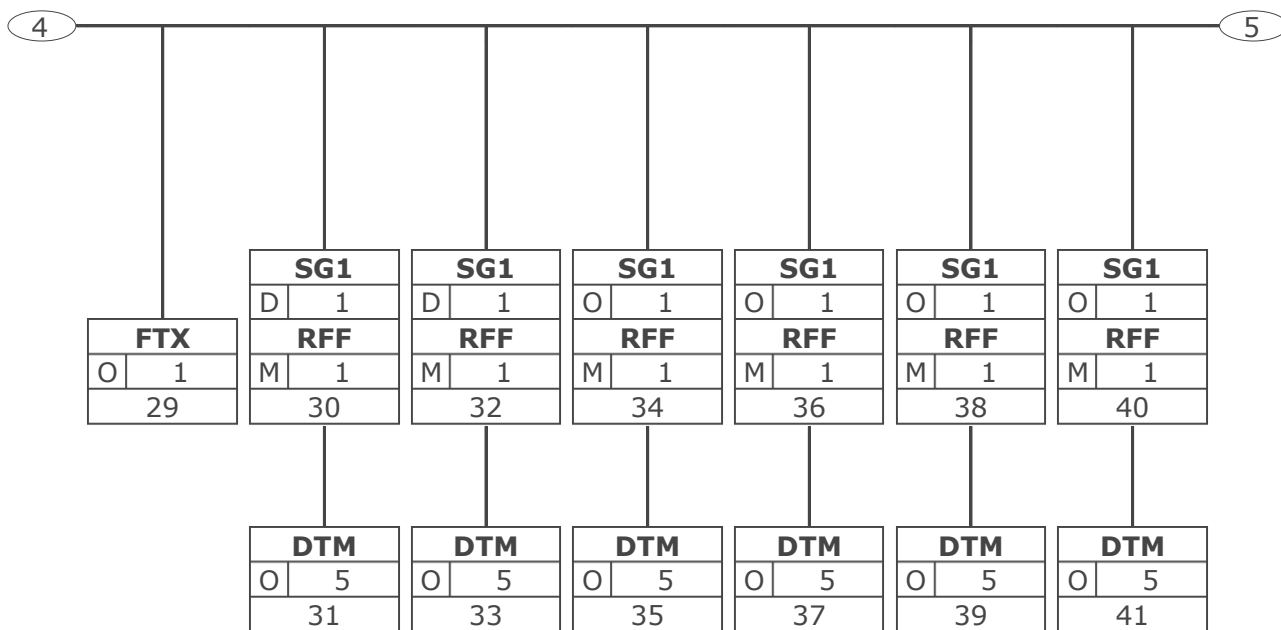 4
5
SG1 SG1 SG1 SG1 SG1 SG1
D 1 D 1 O 1 O 1 O 1 O 1
FTX RFF RFF RFF RFF RFF RFF
O 1 M 1 M 1 M 1 M 1 M 1 M 1
29 30 32 34 36 38 40
DTM DTM DTM DTM DTM DTM
O 5 O 5 O 5 O 5 O 5 O 5
31 33 35 37 39 41